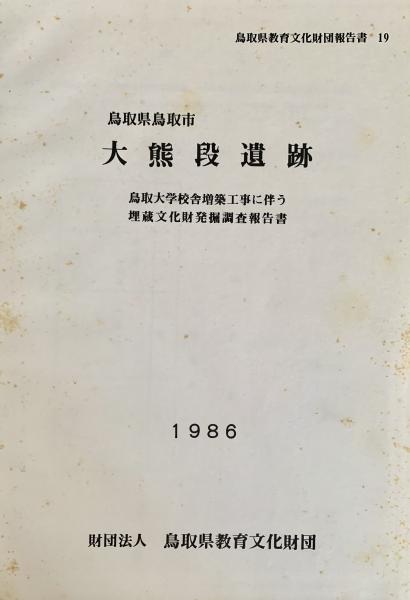 鳥取県教育文化財団報告書 19
鳥取県鳥取市
大熊段遺跡
鳥取大学校舎増築工事に伴う
埋蔵文化財発掘調査報告書
1986
財団法人 鳥取県教育文化財団